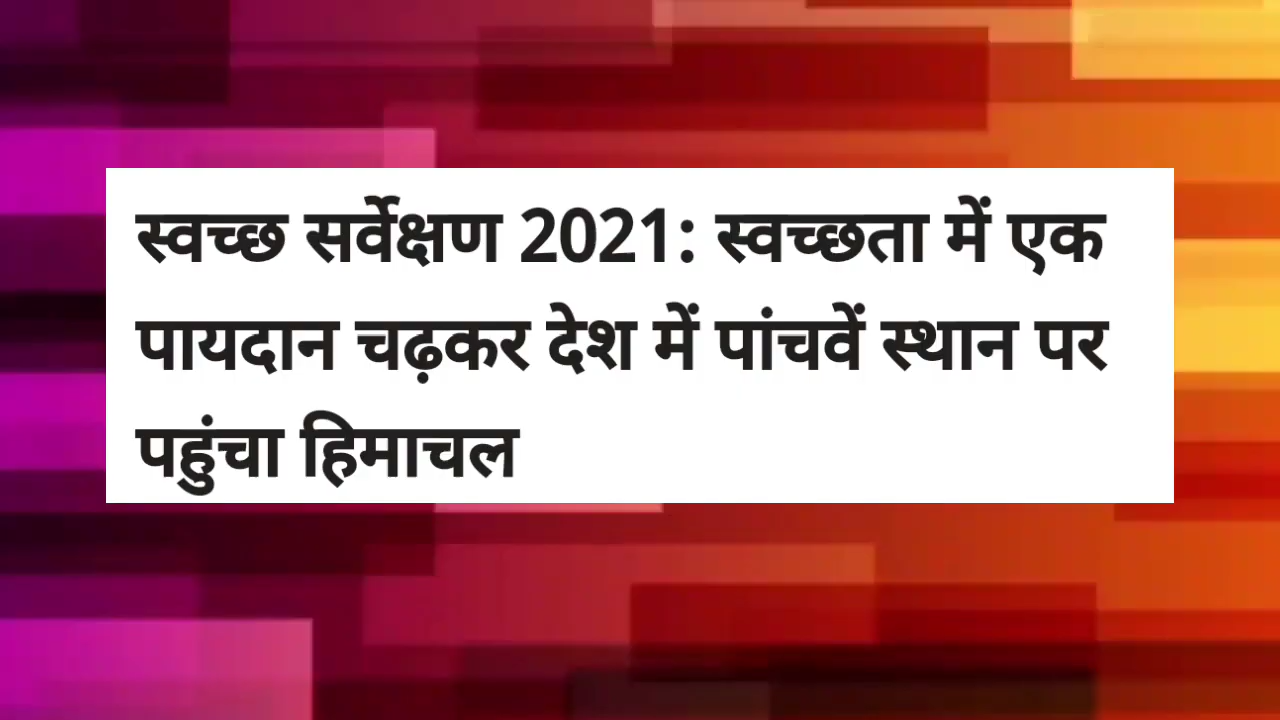 स्वच्छ सर्वेक्षण 2021: स्वच्छता में एक
पायदान चढ़कर देश में पांचवें स्थान पर
पहुंचा हिमाचल